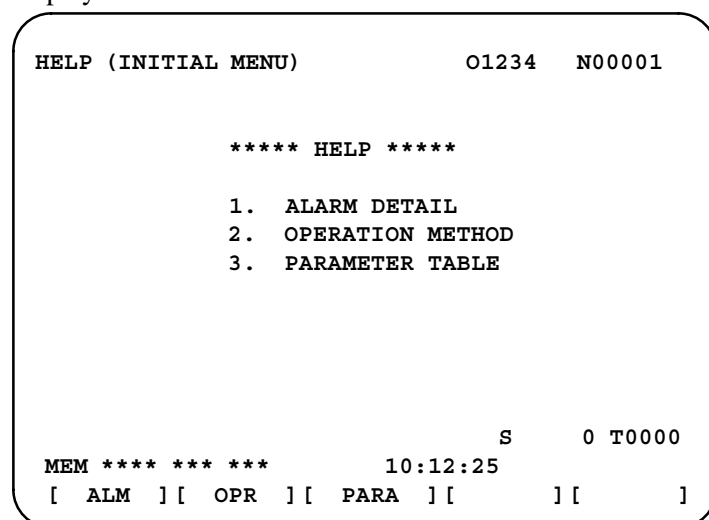 HELP (INITIAL MENU) O1234 N00001
***** HELP *****
1. ALARM DETAIL
2. OPERATION METHOD
3. PARAMETER TABLE
S 0 T0000
MEM **** *** *** 10:12:25
[ ALM ][ OPR ][ PARA ][ ][ ]